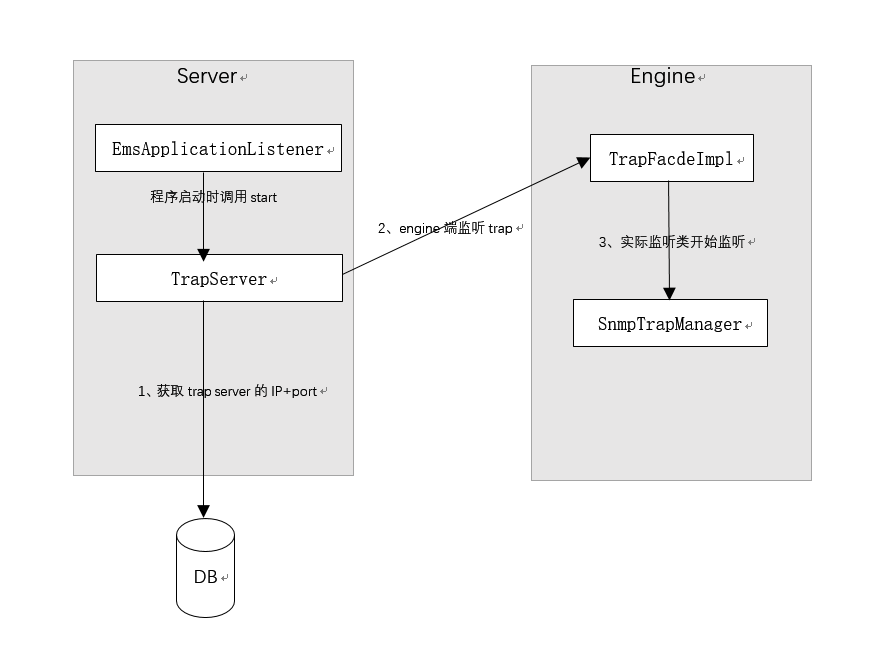 Server
Engine
EmsApplicationListener
TrapFacdeImpl
程序启动时调用 start
2、engine 端监听 trap
3、实际监听类开始监听
TrapServer
SnmpTrapManager
1、获取 trap server 的 IP+port
DB